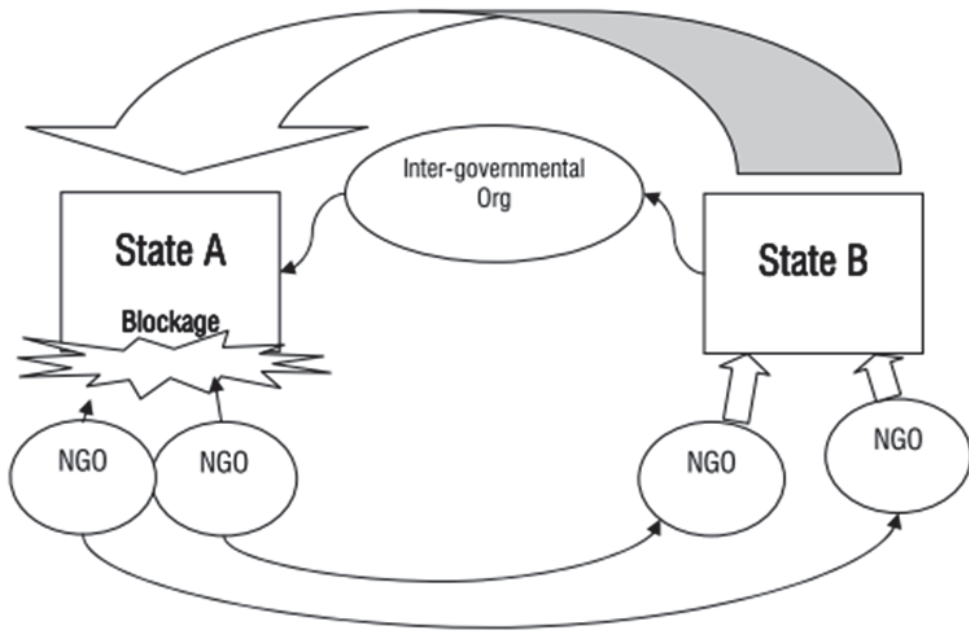 Inter-governmental
Org
State A
State B
Blockage
NGO
NGO
NGO
NGO